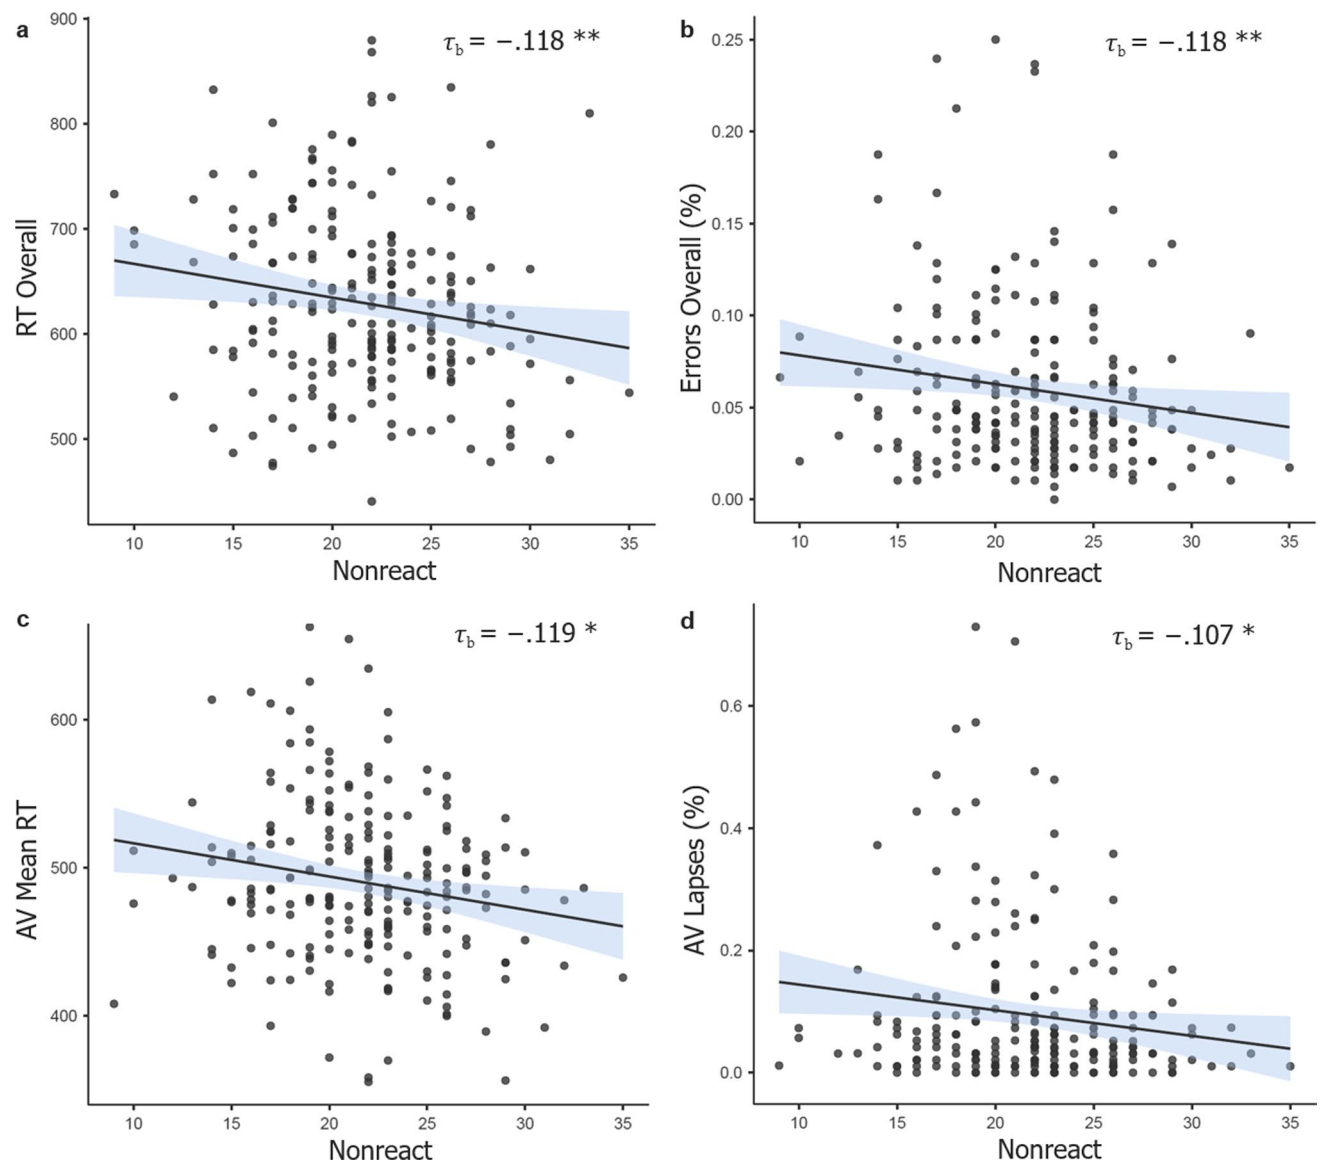 a
τb = −.118 **
RT Overall
900
800
700
600
500
10 15 20 25 30 35
Nonreact
b
τb = −.118 **
Errors Overall (%)
0.25
0.20
0.15
0.10
0.05
0.00
10 15 20 25 30 35
Nonreact
c
τb = −.119 *
AV Mean RT
600
500
400
10 15 20 25 30 35
Nonreact
d
τb = −.107 *
AV Lapses (%)
0.6
0.4
0.2
0.0
10 15 20 25 30 35
Nonreact